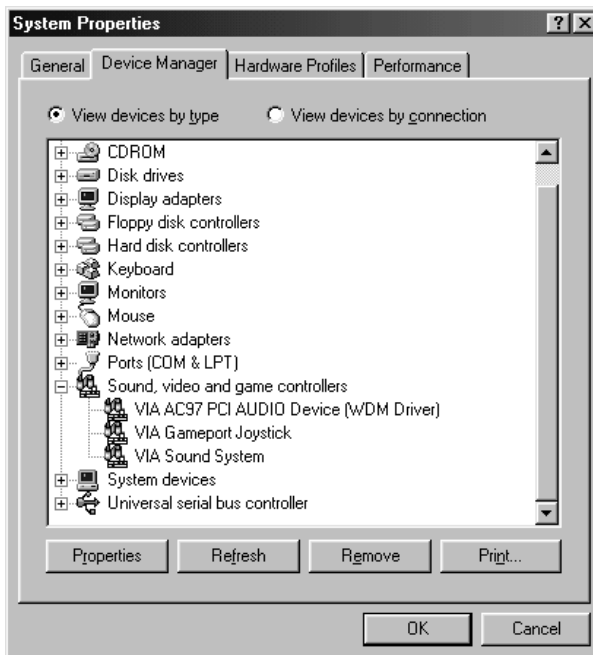 System Properties
General Device Manager Hardware Profiles Performance
View devices by type View devices by connection
CDROM
Disk drives
Display adapters
Floppy disk controllers
Hard disk controllers
Keyboard
Monitors
Mouse
Network adapters
Ports (COM & LPT)
Sound, video and game controllers
VIA AC97 PCI AUDIO Device (WDM Driver)
VIA Gameport Joystick
VIA Sound System
System devices
Universal serial bus controller
Properties Refresh Remove Print...
OK Cancel